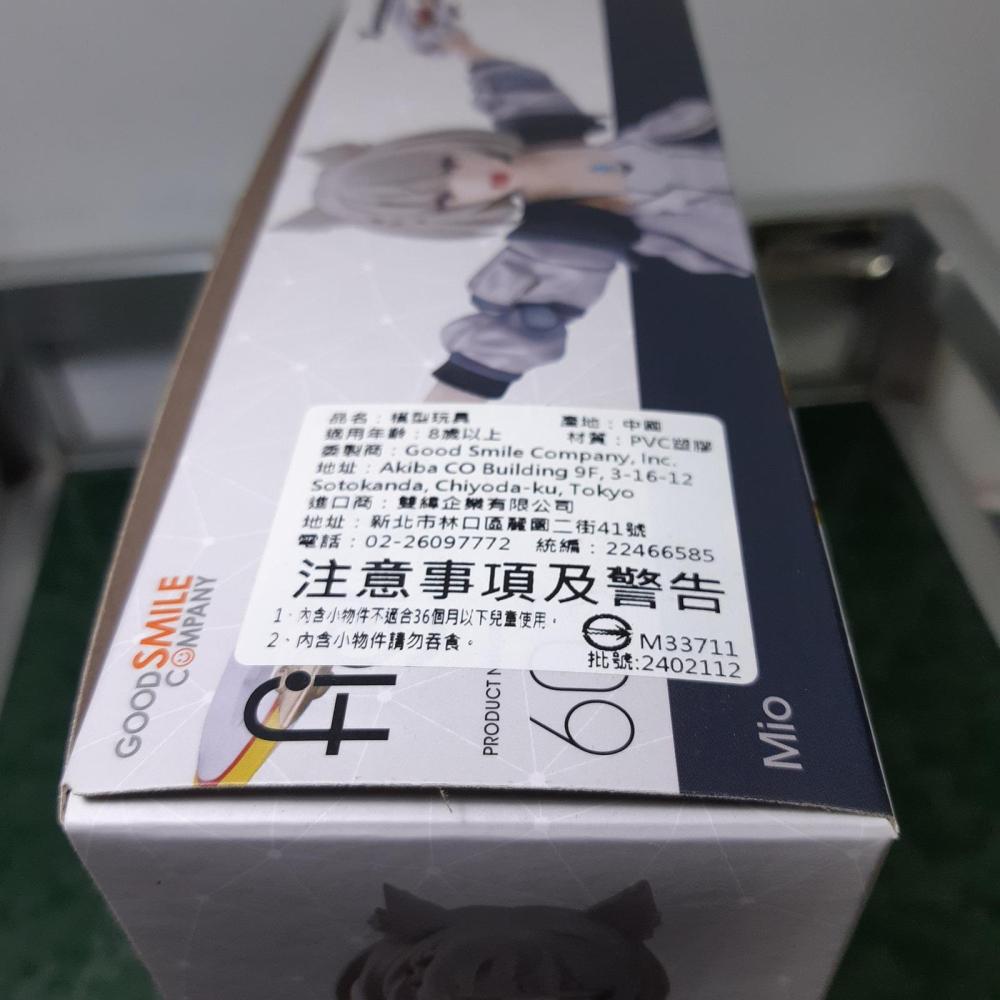 品名：模型玩具 產地：中國
適用年齡：8歲以上 材質：PVC塑膠
委製商：Good Smile Company, Inc.
地址：Akiba CO Building 9F, 3-16-12
Sotokanda, Chiyoda-ku, Tokyo
進口商：雙緯企業有限公司
地址：新北市林口區麗園二街41號
電話：02-26097772 統編：22466585
注意事項及警告
1、內含小物件不適合36個月以下兒童使用。
2、內含小物件請勿吞食。
M33711
批號:2402112
GOOD SMILE
COMPANY
fi
PRODUCT N
60
Mio